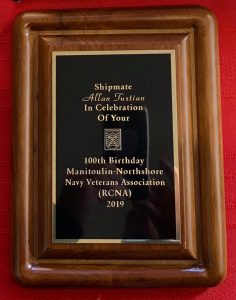 Shipmate
Allan Tustian
In Celebration
Of Your
100th Birthday
Manitoulin-Northshore
Navy Veterans Association
(RCNA)
2019